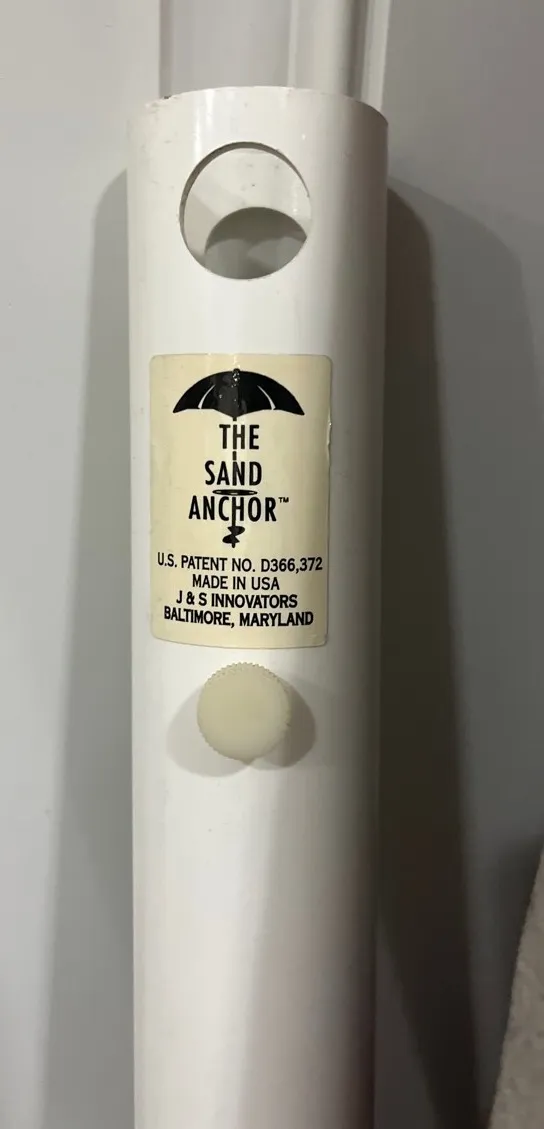 THE
SAND
ANCHOR™
U.S. PATENT NO. D366,372
MADE IN USA
J & S INNOVATORS
BALTIMORE, MARYLAND